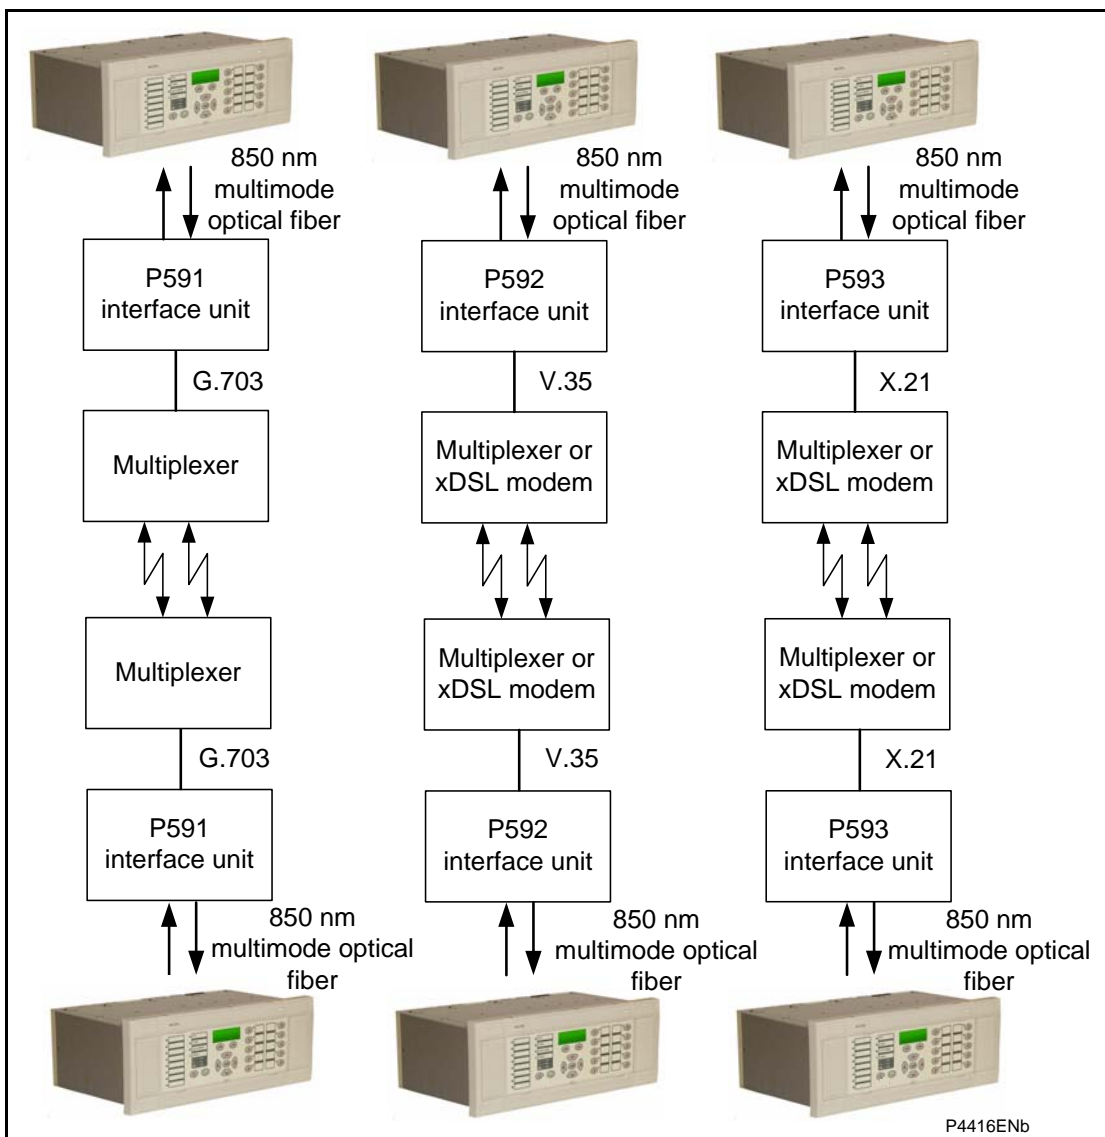 850 nm
multimode
optical fiber
850 nm
multimode
optical fiber
850 nm
multimode
optical fiber
P591
interface unit
P592
interface unit
P593
interface unit
G.703
V.35
X.21
Multiplexer
Multiplexer or
xDSL modem
Multiplexer or
xDSL modem
Multiplexer
Multiplexer or
xDSL modem
Multiplexer or
xDSL modem
G.703
V.35
X.21
P591
interface unit
P592
interface unit
P593
interface unit
850 nm
multimode optical
fiber
850 nm
multimode optical
fiber
850 nm
multimode optical
fiber
P4416ENb